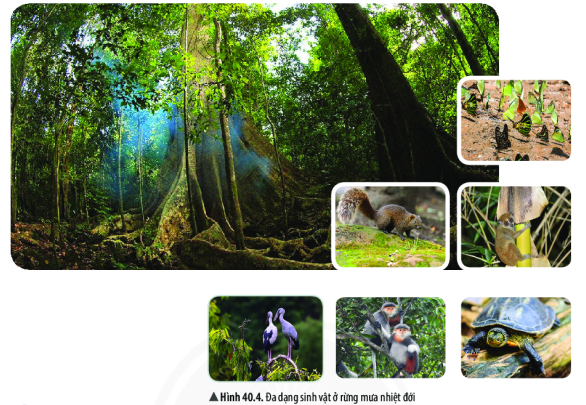 ▲ Hình 40.4. Đa dạng sinh vật ở rừng mưa nhiệt đới